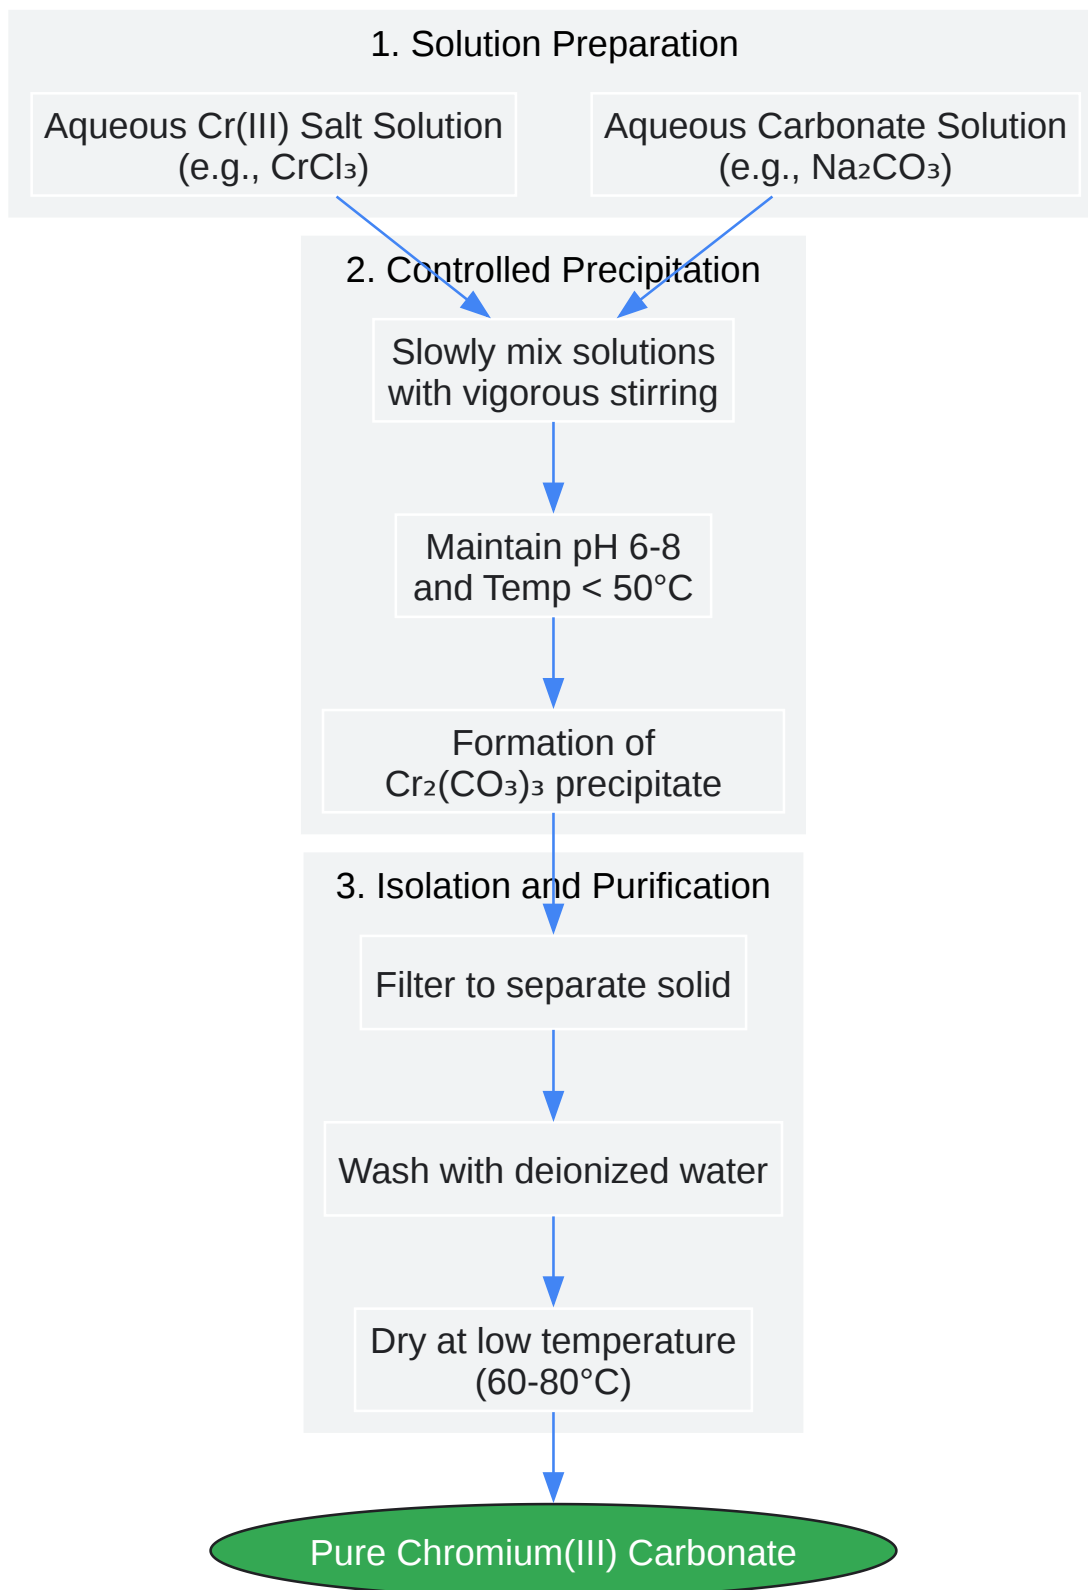 1. Solution Preparation
Aqueous Cr(III) Salt Solution
(e.g., CrCl₃)
Aqueous Carbonate Solution
(e.g., Na₂CO₃)
2. Controlled Precipitation
Slowly mix solutions
with vigorous stirring
Maintain pH 6-8
and Temp < 50°C
Formation of
Cr₂(CO₃)₃ precipitate
3. Isolation and Purification
Filter to separate solid
Wash with deionized water
Dry at low temperature
(60-80°C)
Pure Chromium(III) Carbonate